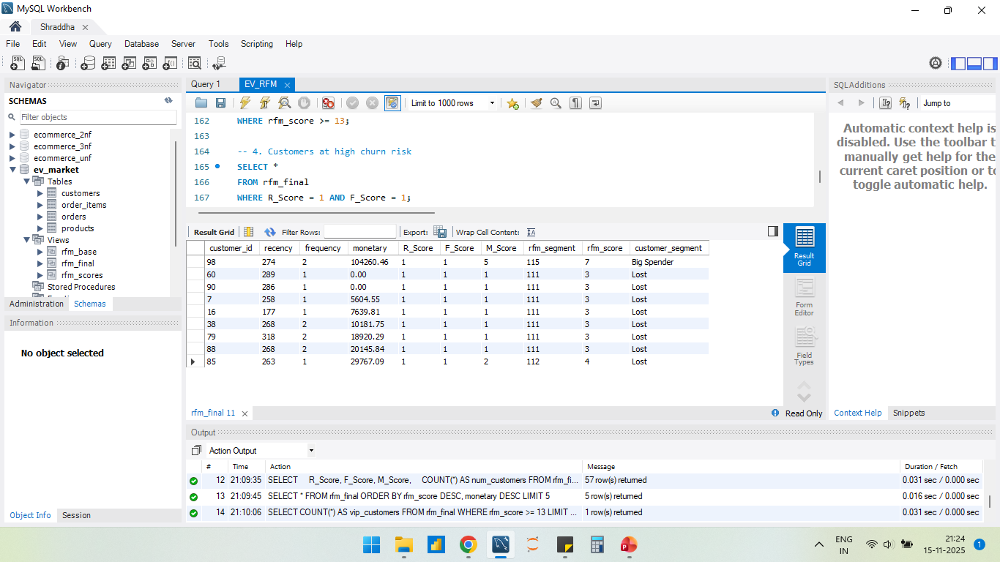 MySQL Workbench
Shraddha
File Edit View Query Database Server Tools Scripting Help
Navigator
SCHEMAS
Filter objects
ecommerce_2nf
ecommerce_3nf
ecommerce_unf
ev_market
Tables
customers
order_items
orders
products
Views
rfm_base
rfm_final
rfm_scores
Stored Procedures
Administration Schemas
Information
No object selected
Object Info Session
Query 1 EV_RFM
Limit to 1000 rows
162 WHERE rfm_score >= 13;
163
164 -- 4. Customers at high churn risk
165 SELECT *
166 FROM rfm_final
167 WHERE R_Score = 1 AND F_Score = 1;
Result Grid Filter Rows: Export: Wrap Cell Content:
customer_id recency frequency monetary R_Score F_Score M_Score rfm_segment rfm_score customer_segment
98 274 2 104260.46 1 1 5 115 7 Big Spender
60 289 1 0.00 1 1 1 111 3 Lost
90 286 1 0.00 1 1 1 111 3 Lost
7 258 1 5604.55 1 1 1 111 3 Lost
16 177 1 7639.81 1 1 1 111 3 Lost
38 268 2 10181.75 1 1 1 111 3 Lost
79 318 2 18920.29 1 1 1 111 3 Lost
88 268 2 20145.84 1 1 1 111 3 Lost
85 263 1 29767.09 1 1 2 112 4 Lost
Result
Grid
Form
Editor
Field
Types
rfm_final 11
Read Only
SQLAdditions
Jump to
Automatic context help is
disabled. Use the toolbar t
manually get help for the
current caret position or to
toggle automatic help.
Context Help Snippets
Output
Action Output
# Time Action Message Duration / Fetch
12 21:09:35 SELECT R_Score, F_Score, M_Score, COUNT(*) AS num_customers FROM rfm_fi... 57 row(s) returned 0.031 sec / 0.000 sec
13 21:09:45 SELECT * FROM rfm_final ORDER BY rfm_score DESC, monetary DESC LIMIT 5 5 row(s) returned 0.016 sec / 0.000 sec
14 21:10:06 SELECT COUNT(*) AS vip_customers FROM rfm_final WHERE rfm_score >= 13 LIMIT ... 1 row(s) returned 0.031 sec / 0.000 sec
ENG
IN
21:24
15-11-2025
1